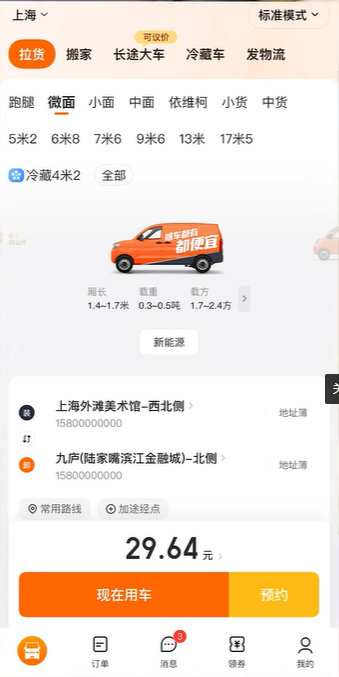 上海
标准模式
可议价
拉货 搬家 长途大车 冷藏车 发物流
跑腿 微面 小面 中面 依维柯 小货 中货
5米2 6米8 7米6 9米6 13米 17米5
冷藏4米2 全部
都便宜
厢长 载重 载方
1.4~1.7米 0.3~0.5吨 1.7~2.4方
新能源
关
装 上海外滩美术馆-西北侧 地址簿
15800000000
卸 九庐(陆家嘴滨江金融城)-北侧 地址簿
15800000000
常用路线 加途经点
29.64 元
现在用车 预约
3
订单 消息 领券 我的